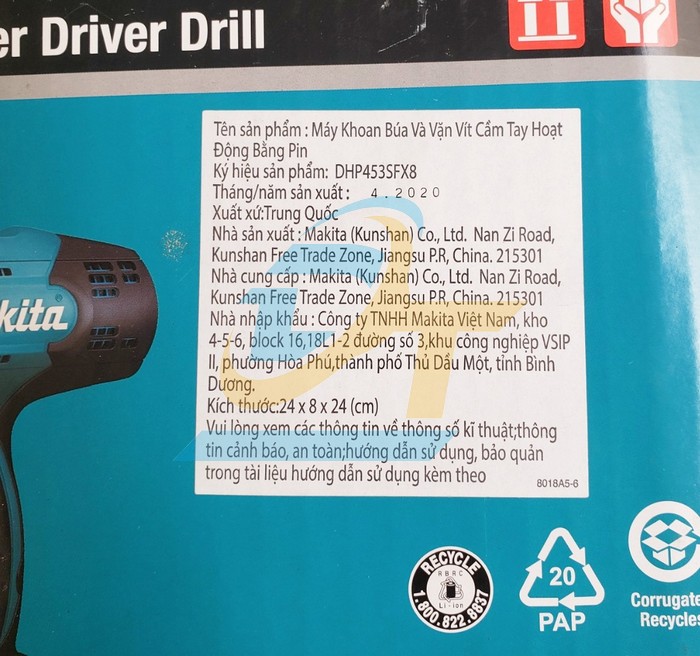 er Driver Drill
Tên sản phẩm : Máy Khoan Búa Và Vặn Vít Cầm Tay Hoạt
Động Bằng Pin
Ký hiệu sản phẩm: DHP453SFX8
Tháng/năm sản xuất : 4.2020
Xuất xứ:Trung Quốc
Nhà sản xuất : Makita (Kunshan) Co., Ltd. Nan Zi Road,
Kunshan Free Trade Zone, Jiangsu P.R, China. 215301
Nhà cung cấp : Makita (Kunshan) Co., Ltd. Nan Zi Road,
Kunshan Free Trade Zone, Jiangsu P.R, China. 215301
Nhà nhập khẩu : Công ty TNHH Makita Việt Nam, kho
4-5-6, block 16,18L1-2 đường số 3,khu công nghiệp VSIP
II, phường Hòa Phú,thành phố Thủ Dầu Một, tỉnh Bình
Dương.
Kích thước:24 x 8 x 24 (cm)
Vui lòng xem các thông tin về thông số kĩ thuật;thông
tin cảnh báo, an toàn;hướng dẫn sử dụng, bảo quản
trong tài liệu hướng dẫn sử dụng kèm theo
8018A5-6
kita
RECYCLE
RBRC
Li-ion
1.800.822.8837
20
PAP
Corrugate
Recycles